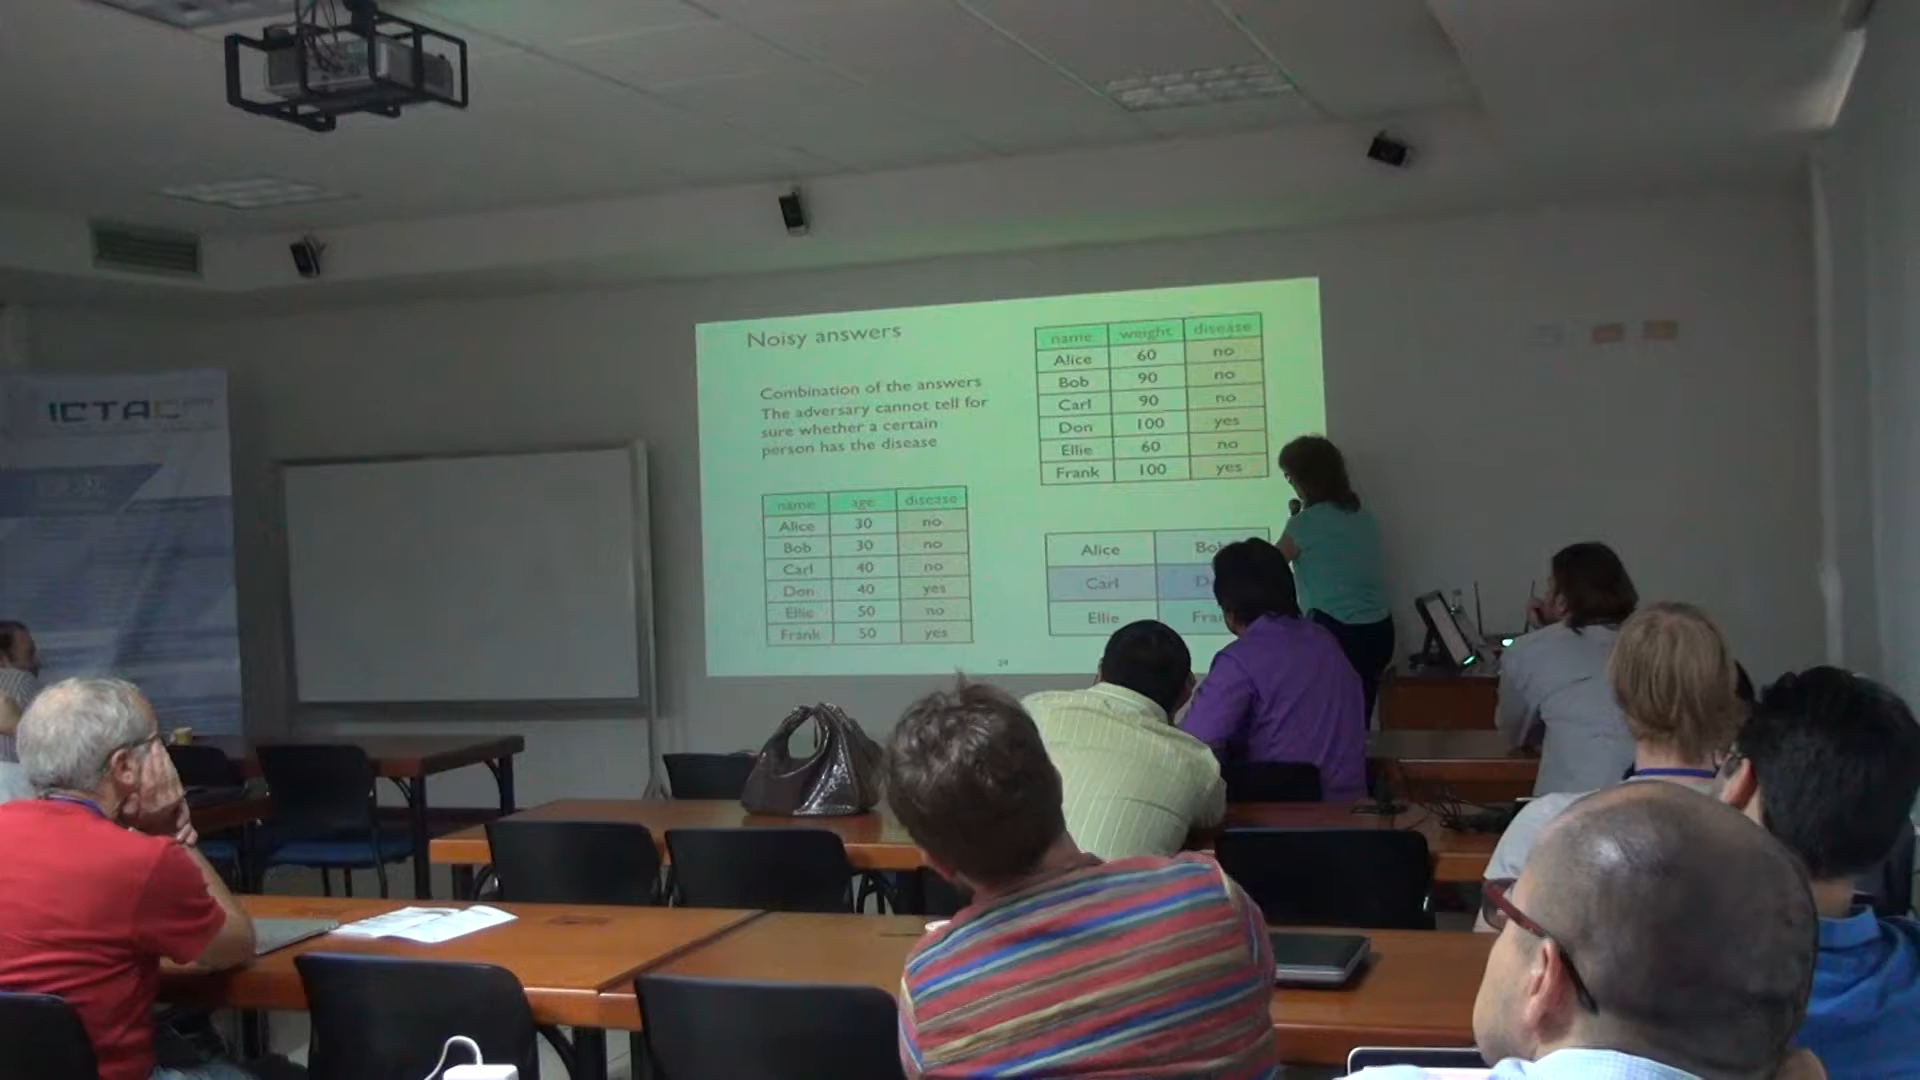 ICTAC
Noisy answers
Combination of the answers
The adversary cannot tell for
sure whether a certain
person has the disease
name age disease
Alice 30 no
Bob 30 no
Carl 40 no
Don 40 yes
Ellie 50 no
Frank 50 yes
name weight disease
Alice 60 no
Bob 90 no
Carl 90 no
Don 100 yes
Ellie 60 no
Frank 100 yes
Alice Bob
Carl
Ellie